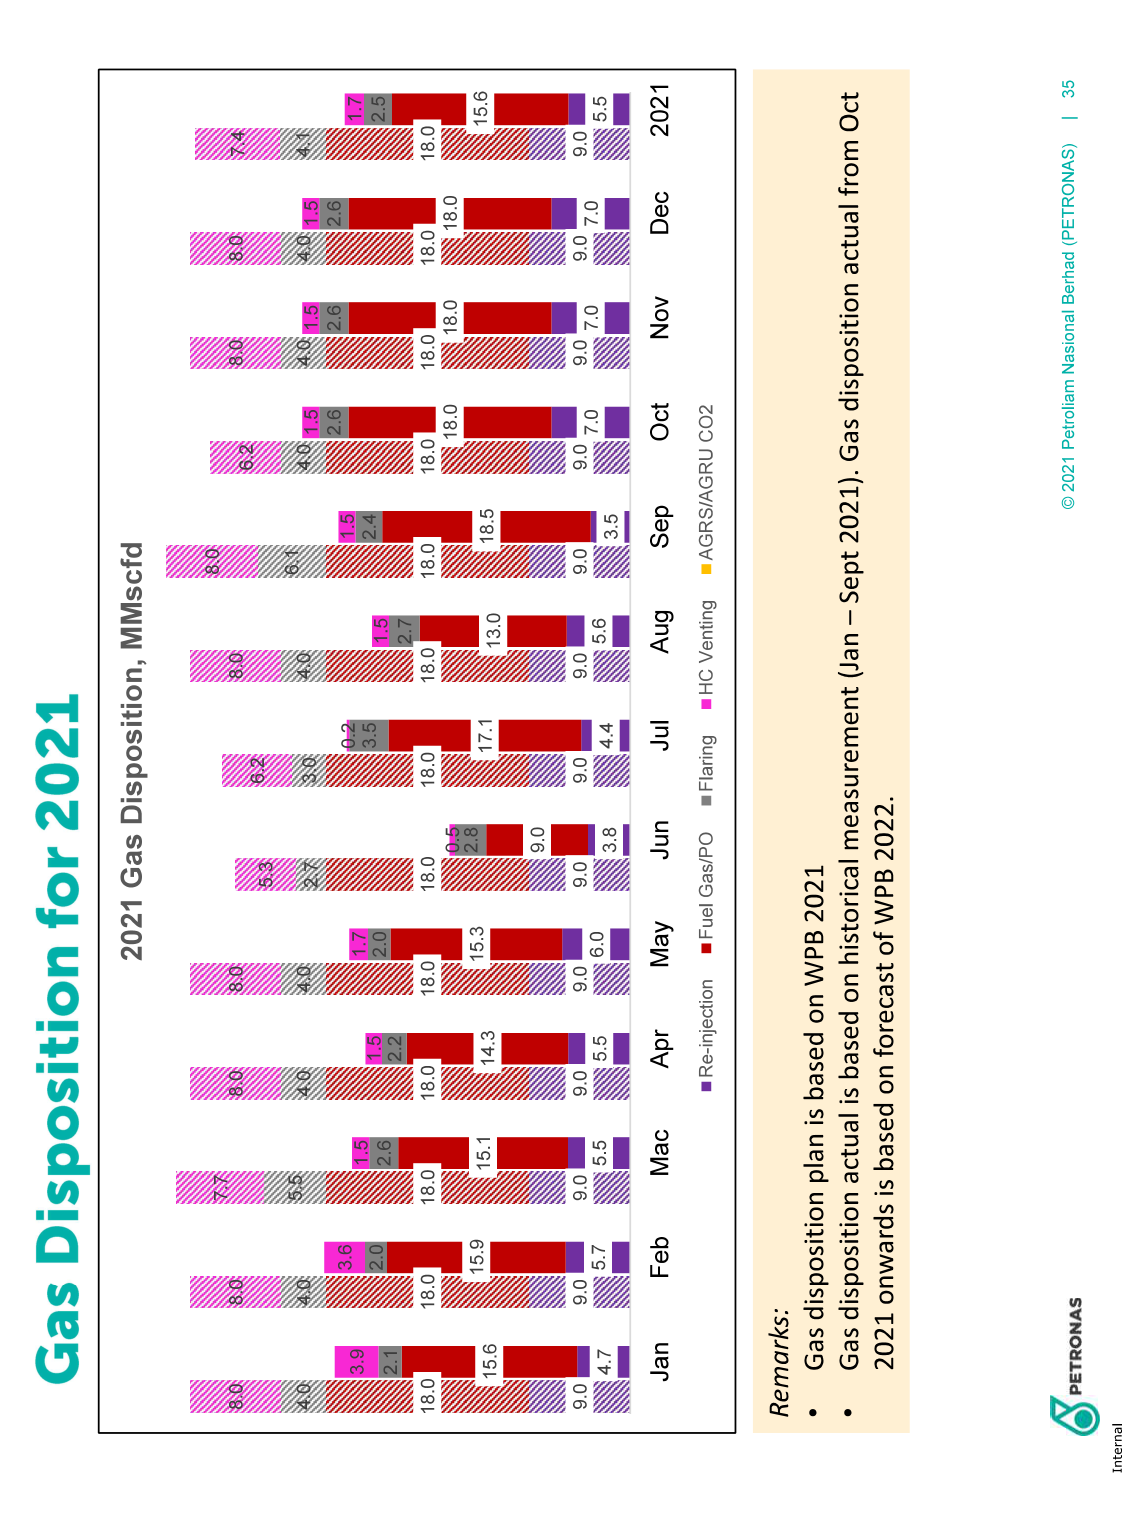 Gas Disposition for 2021
2021 Gas Disposition, MMscfd
8.0 8.0 7.7 8.0 8.0 5.3 6.2 8.0 8.0 6.2 8.0 8.0 7.4
4.0 4.0 5.5 4.0 4.0 2.7 3.0 4.0 6.1 4.0 4.0 4.0 4.1
18.0 18.0 18.0 18.0 18.0 18.0 18.0 18.0 18.0 18.0 18.0 18.0 18.0
9.0 9.0 9.0 9.0 9.0 9.0 9.0 9.0 9.0 9.0 9.0 9.0 9.0
3.9 3.6 1.5 1.5 1.7 0.5 0.2 1.5 1.5 1.5 1.5 1.5 1.7
2.1 2.0 2.6 2.2 2.0 2.8 3.5 2.7 2.4 2.6 2.6 2.6 2.5
15.6 15.9 15.1 14.3 15.3 9.0 17.1 13.0 18.5 18.0 18.0 18.0 15.6
4.7 5.7 5.5 5.5 6.0 3.8 4.4 5.6 3.5 7.0 7.0 7.0 5.5
Jan Feb Mac Apr May Jun Jul Aug Sep Oct Nov Dec 2021
Re-injection Fuel Gas/PO Flaring HC Venting AGRS/AGRU CO2
Remarks:
• Gas disposition plan is based on WPB 2021
• Gas disposition actual is based on historical measurement (Jan – Sept 2021). Gas disposition actual from Oct
2021 onwards is based on forecast of WPB 2022.
PETRONAS
© 2021 Petroliam Nasional Berhad (PETRONAS) | 35
Internal